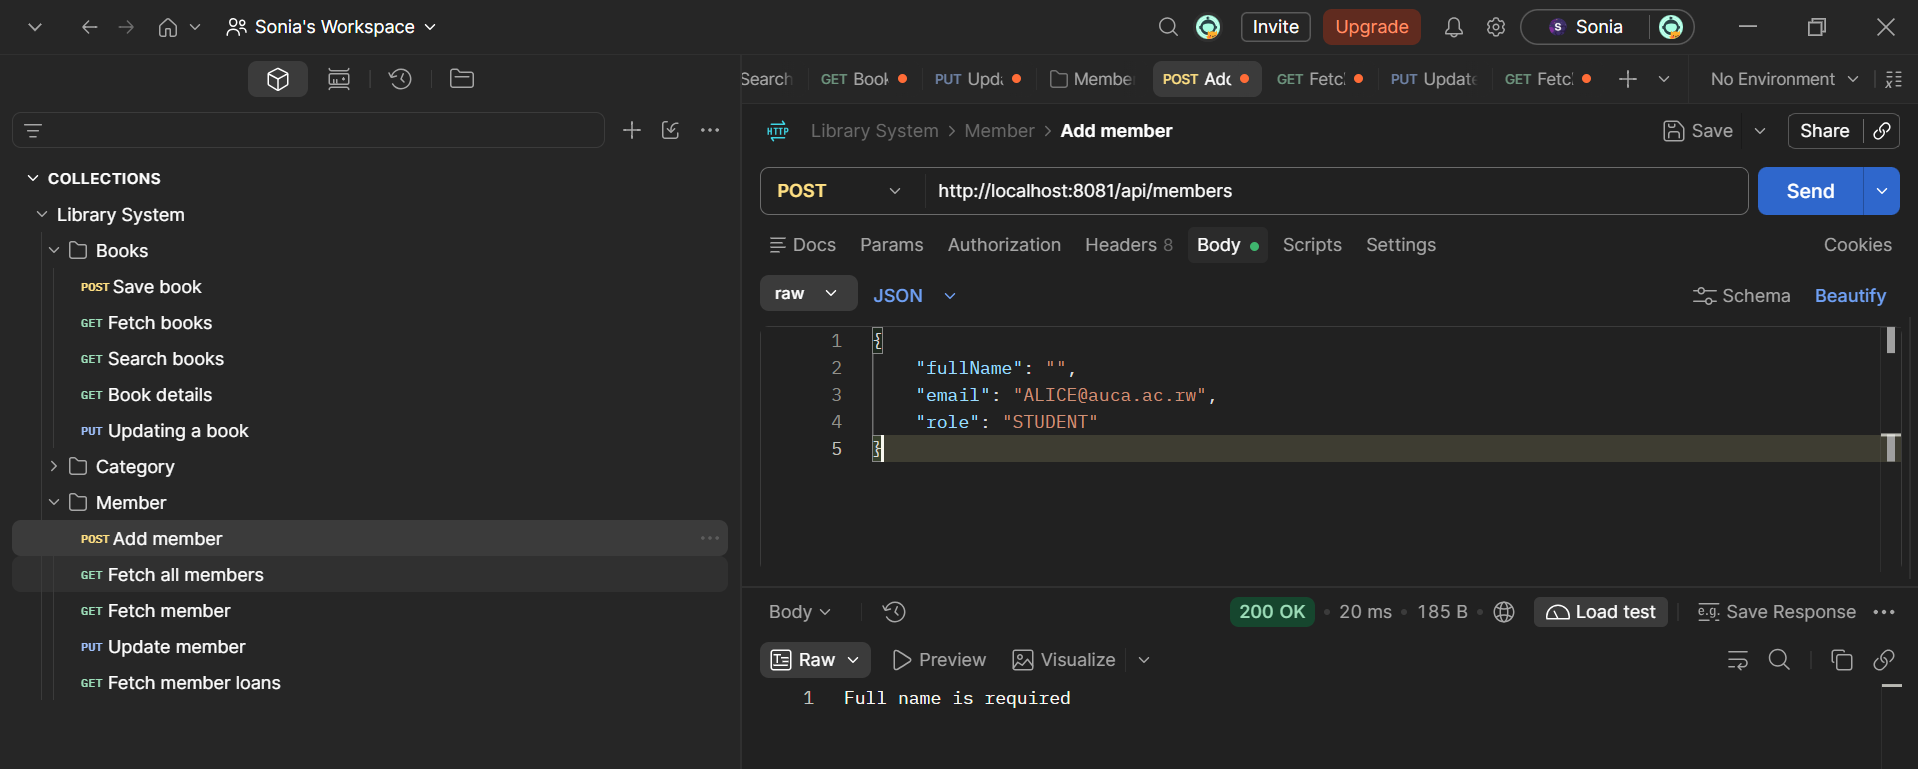 Sonia's Workspace
Invite
Upgrade
S Sonia
Search
GET Book
PUT Upd
Member
POST Add
GET Fetc
PUT Update
GET Fetc
No Environment
HTTP Library System > Member > Add member
Save
Share
COLLECTIONS
Library System
Books
POST Save book
GET Fetch books
GET Search books
GET Book details
PUT Updating a book
Category
Member
POST Add member
GET Fetch all members
GET Fetch member
PUT Update member
GET Fetch member loans
POST http://localhost:8081/api/members
Send
Docs Params Authorization Headers 8 Body Scripts Settings
Cookies
raw JSON
Schema Beautify
1 {
2 "fullName": "",
3 "email": "ALICE@auca.ac.rw",
4 "role": "STUDENT"
5 }
Body
200 OK • 20 ms • 185 B •
Load test
e.g. Save Response
Raw Preview Visualize
1 Full name is required